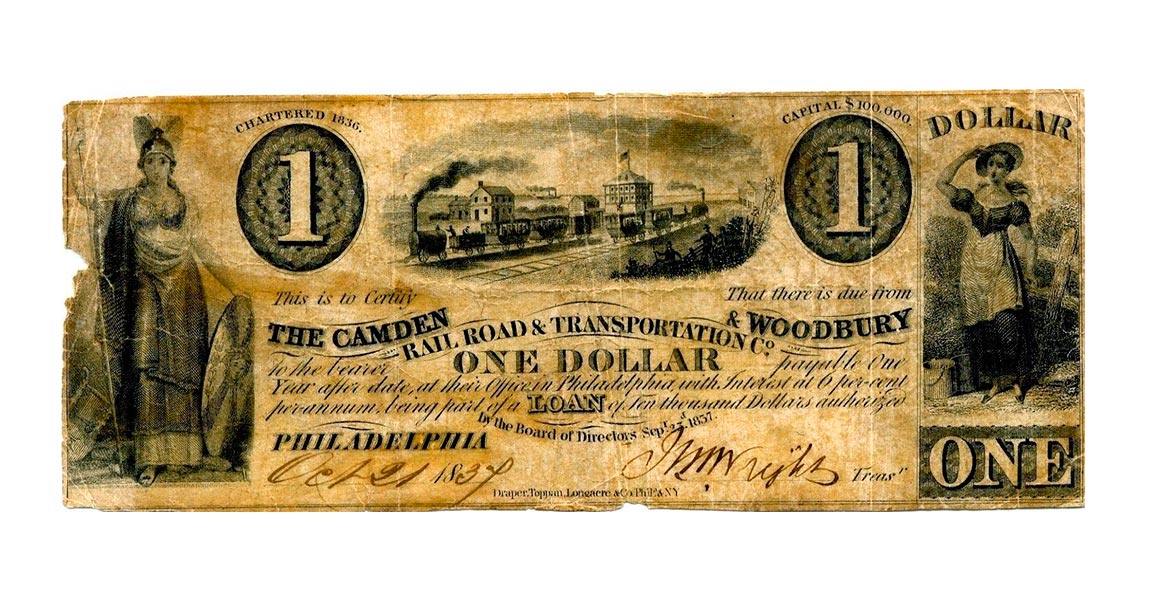 CHARTERED 1836.
CAPITAL $100,000.
DOLLAR
1
1
This is to Certify
That there is due from
THE CAMDEN & WOODBURY
RAIL ROAD & TRANSPORTATION Co.
To the bearer ONE DOLLAR payable One
Year after date, at their Office in Philadelphia with Interest at 6 per-cent
per-annum, being part of a LOAN of Ten thousand Dollars authorized
by the Board of Directors Sept. 23d. 1837.
PHILADELPHIA
Oct 21 1837
Treasr
ONE
Draper, Toppan, Longacre & Co. Phil. & N.Y